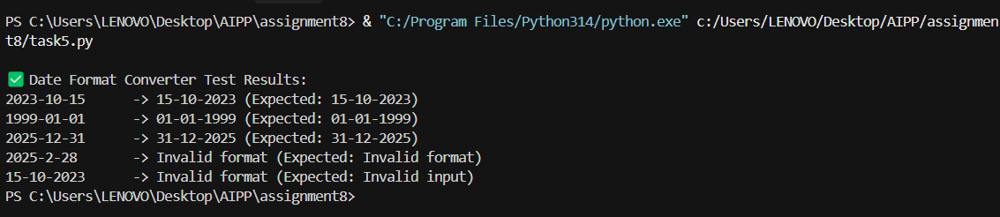 PS C:\Users\LENOVO\Desktop\AIPP\assignment8> & "C:/Program Files/Python314/python.exe" c:/Users/LENOVO/Desktop/AIPP/assignmen
t8/task5.py
✅ Date Format Converter Test Results:
2023-10-15      -> 15-10-2023 (Expected: 15-10-2023)
1999-01-01      -> 01-01-1999 (Expected: 01-01-1999)
2025-12-31      -> 31-12-2025 (Expected: 31-12-2025)
2025-2-28       -> Invalid format (Expected: Invalid format)
15-10-2023      -> Invalid format (Expected: Invalid input)
PS C:\Users\LENOVO\Desktop\AIPP\assignment8>